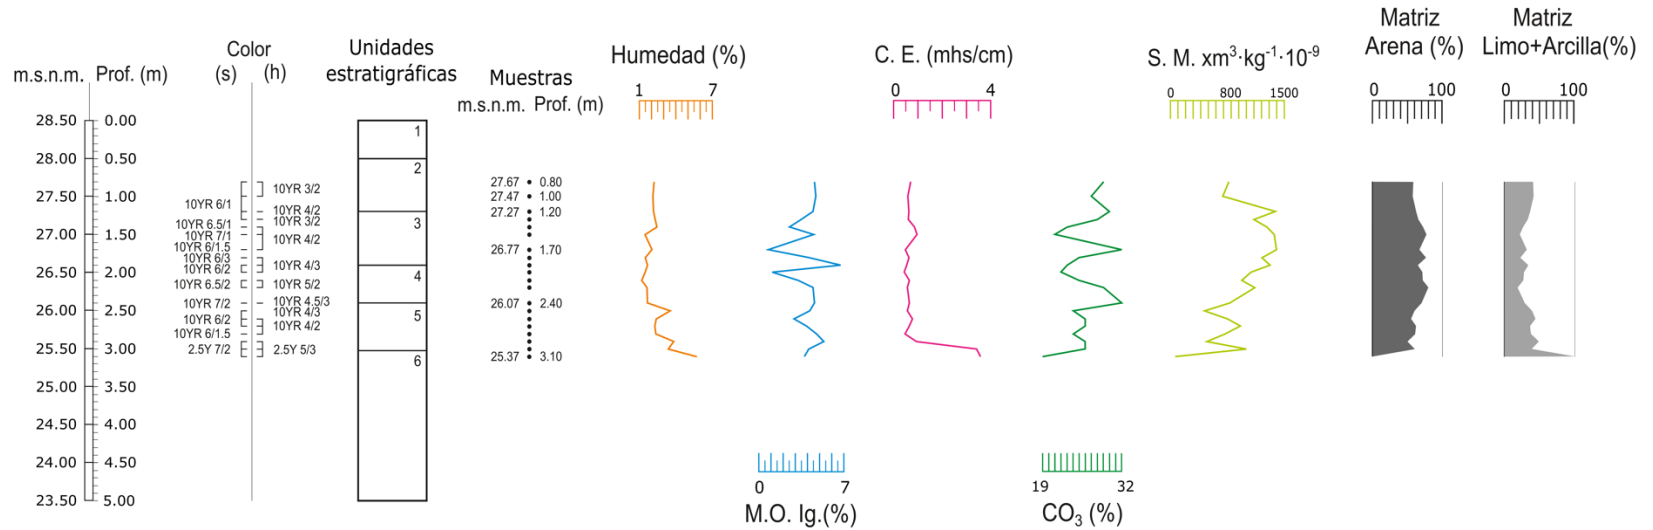 Color
(s) (h)
m.s.n.m. Prof. (m)
Unidades
estratigráficas
Muestras
m.s.n.m. Prof. (m)
Humedad (%)
1 7
C. E. (mhs/cm)
0 4
S. M. xm³·kg⁻¹·10⁻⁹
0 800 1500
Matriz
Arena (%)
0 100
Matriz
Limo+Arcilla(%)
0 100
28.50 0.00
28.00 0.50
27.50 1.00
27.00 1.50
26.50 2.00
26.00 2.50
25.50 3.00
25.00 3.50
24.50 4.00
24.00 4.50
23.50 5.00
10YR 6/1
10YR 6.5/1
10YR 7/1
10YR 6/1.5
10YR 6/3
10YR 6/2
10YR 6.5/2
10YR 7/2
10YR 6/2
10YR 6/1.5
2.5Y 7/2
10YR 3/2
10YR 4/2
10YR 3/2
10YR 4/2
10YR 4/3
10YR 5/2
10YR 4.5/3
10YR 4/3
10YR 4/2
2.5Y 5/3
1
2
3
4
5
6
27.67 0.80
27.47 1.00
27.27 1.20
26.77 1.70
26.07 2.40
25.37 3.10
0 7
M.O. Ig.(%)
19 32
CO₃ (%)